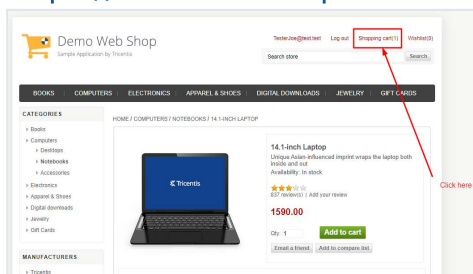 Demo Web Shop
Sample Application by Tricentis
TesterJoe@test.test Log out Shopping cart(1) Wishlist(0)
Search store Search
BOOKS COMPUTERS ELECTRONICS APPAREL & SHOES DIGITAL DOWNLOADS JEWELRY GIFT CARDS
CATEGORIES
Books
Computers
Desktops
Notebooks
Accessories
Electronics
Apparel & Shoes
Digital downloads
Jewelry
Gift Cards
MANUFACTURERS
Tricentis
HOME / COMPUTERS / NOTEBOOKS / 14.1-INCH LAPTOP
Tricentis
14.1-inch Laptop
Unique Asian-influenced imprint wraps the laptop both
inside and out
Availability: In stock
837 review(s) | Add your review
1590.00
Qty: 1 Add to cart
Email a friend Add to compare list
Click here